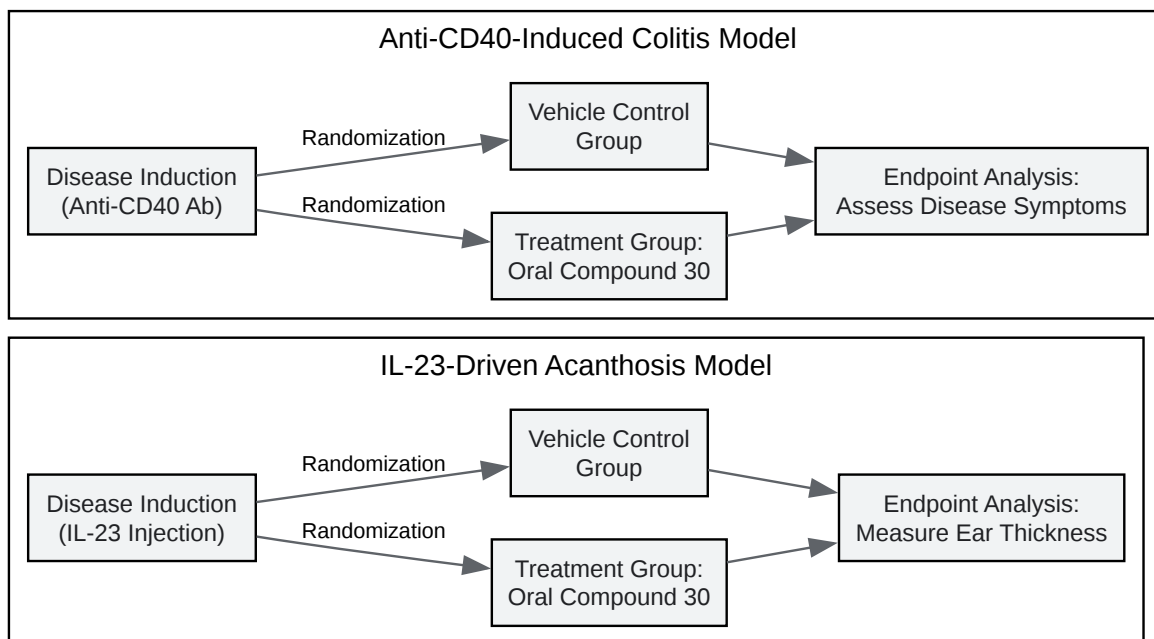 Anti-CD40-Induced Colitis Model
Disease Induction
(Anti-CD40 Ab)
Randomization
Randomization
Vehicle Control
Group
Treatment Group:
Oral Compound 30
Endpoint Analysis:
Assess Disease Symptoms
IL-23-Driven Acanthosis Model
Disease Induction
(IL-23 Injection)
Randomization
Randomization
Vehicle Control
Group
Treatment Group:
Oral Compound 30
Endpoint Analysis:
Measure Ear Thickness